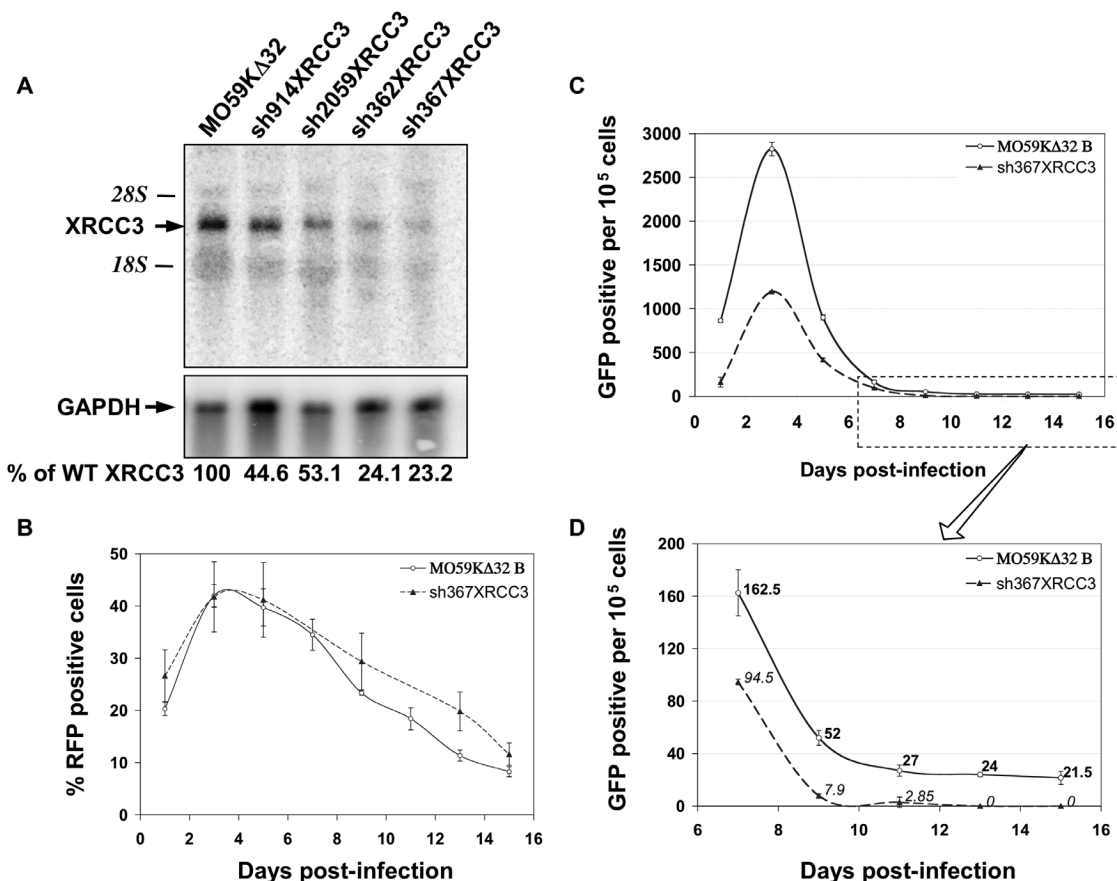 A
MO59KΔ32
sh914XRCC3
sh2059XRCC3
sh362XRCC3
sh367XRCC3
28S
XRCC3
18S
GAPDH
% of WT XRCC3 100 44.6 53.1 24.1 23.2
B
% RFP positive cells
50
40
30
20
10
0
MO59KΔ32 B
sh367XRCC3
0 2 4 6 8 10 12 14 16
Days post-infection
C
GFP positive per 10⁵ cells
3000
2500
2000
1500
1000
500
0
MO59KΔ32 B
sh367XRCC3
0 2 4 6 8 10 12 14 16
Days post-infection
D
GFP positive per 10⁵ cells
200
160
120
80
40
0
MO59KΔ32 B
sh367XRCC3
162.5
94.5
52
7.9
27
2.85
24
0
21.5
0
6 8 10 12 14 16
Days post-infection